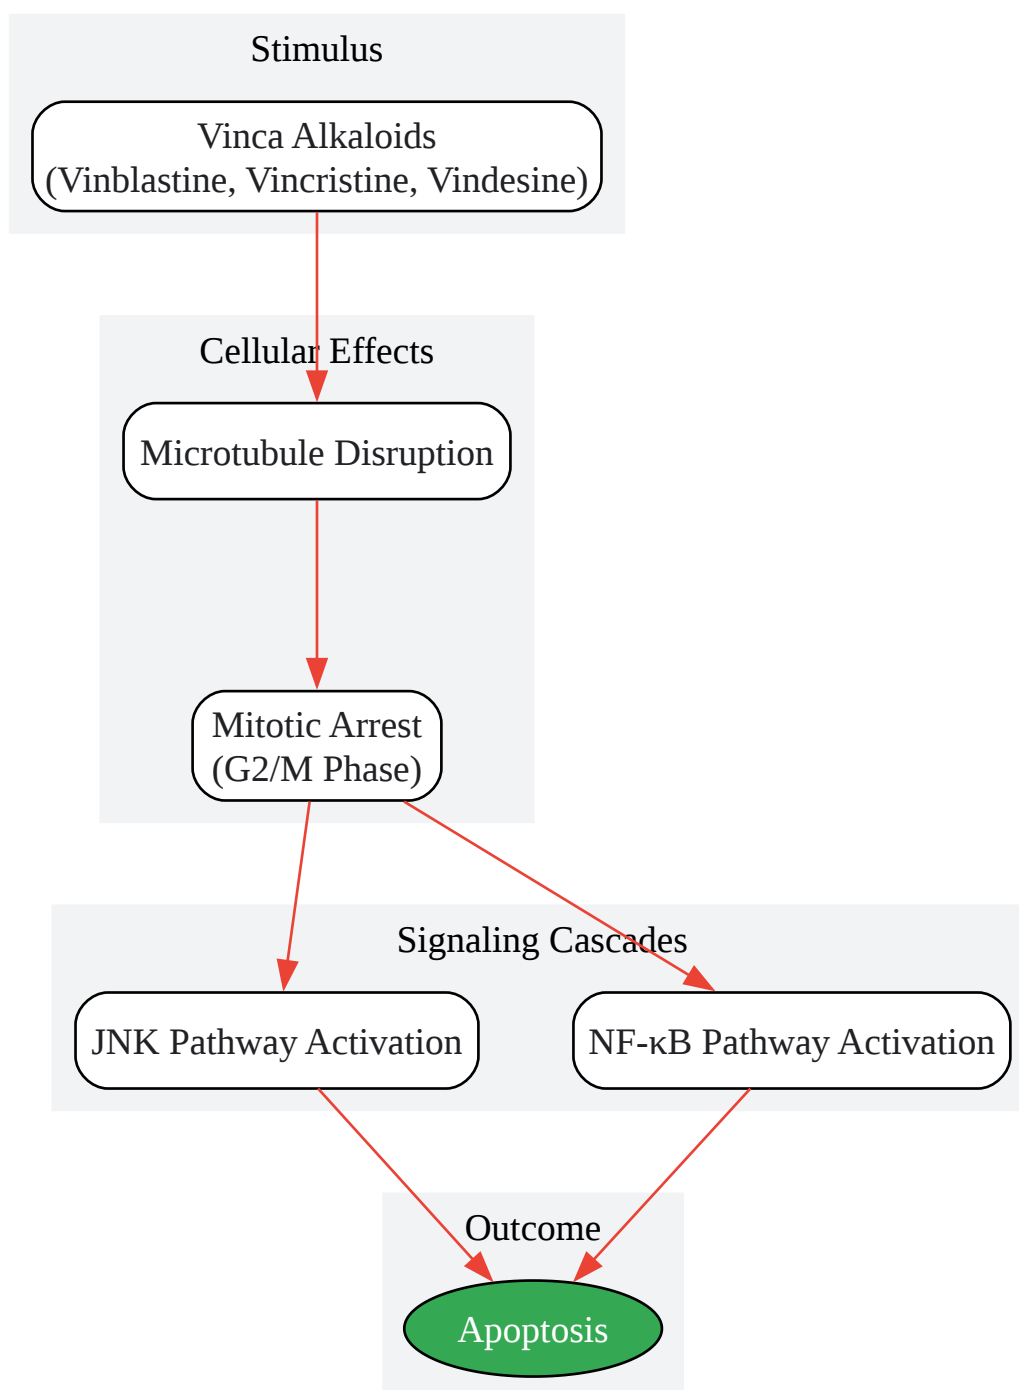 Stimulus
Vinca Alkaloids
(Vinblastine, Vincristine, Vindesine)
Cellular Effects
Microtubule Disruption
Mitotic Arrest
(G2/M Phase)
Signaling Cascades
JNK Pathway Activation
NF-κB Pathway Activation
Outcome
Apoptosis